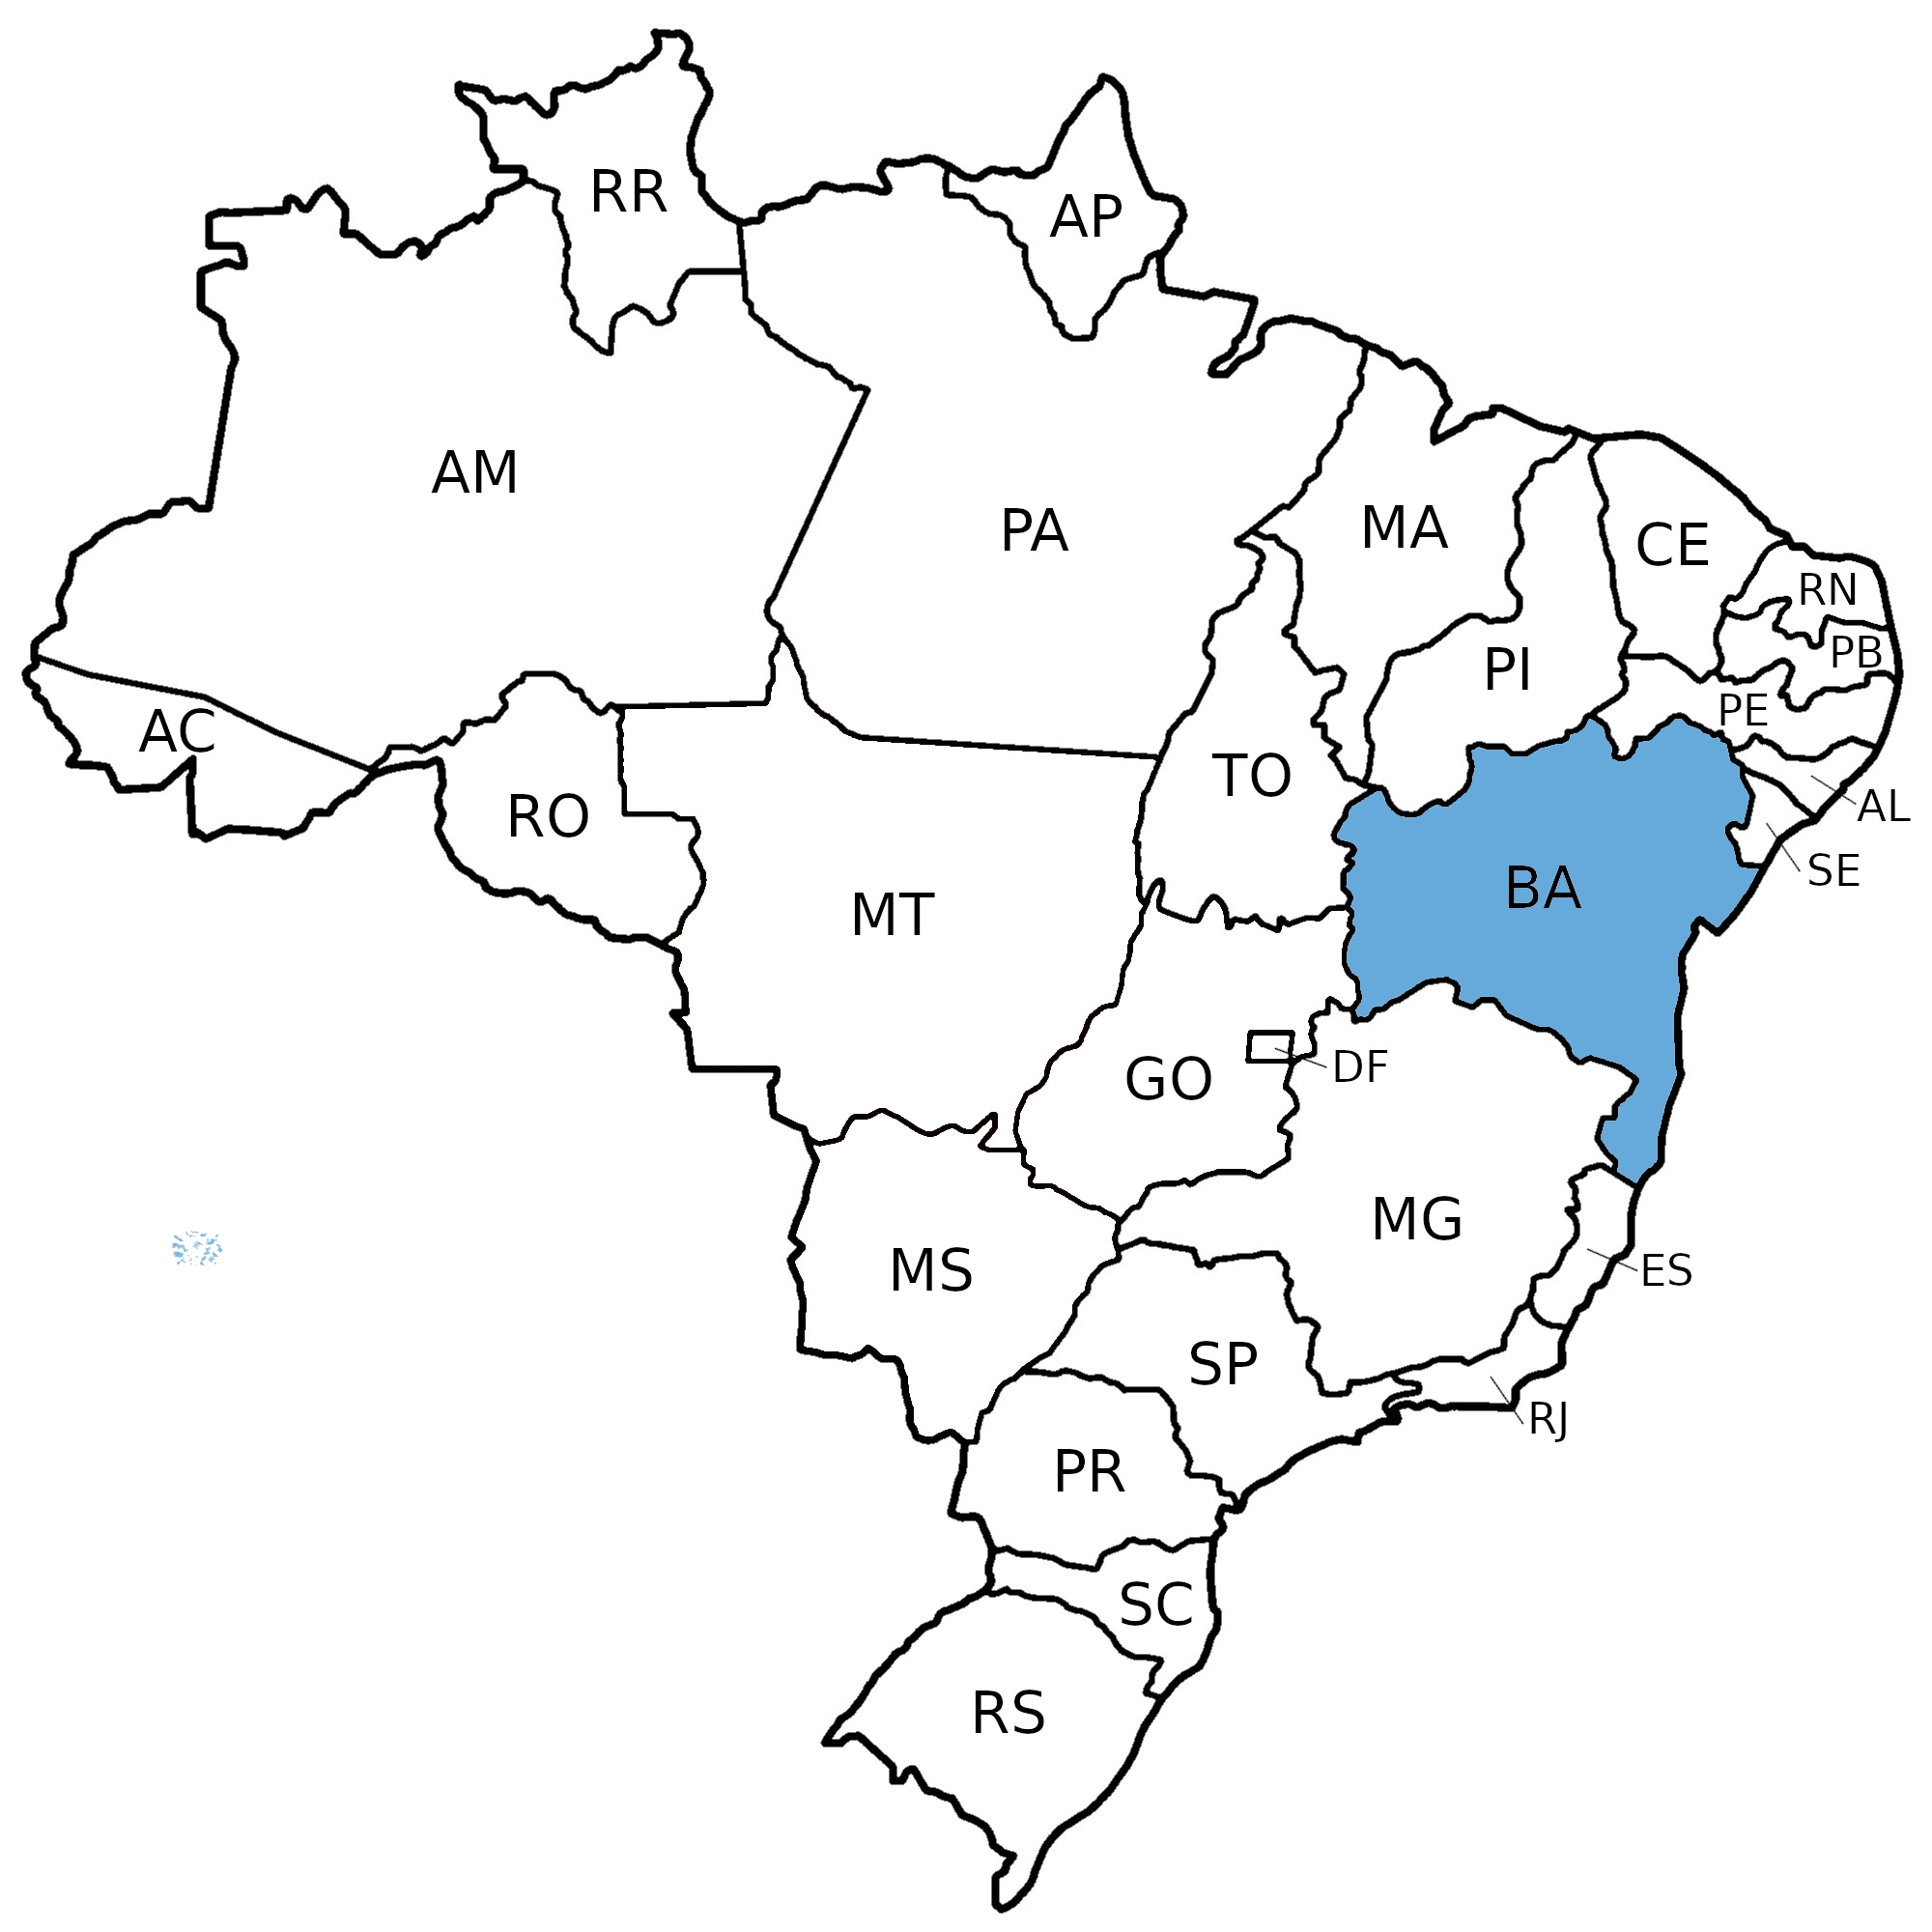 RR
AP
AM
PA
MA
CE
RN
PB
PI
PE
AC
TO
RO
AL
SE
BA
MT
DF
GO
MG
MS
ES
SP
RJ
PR
SC
RS